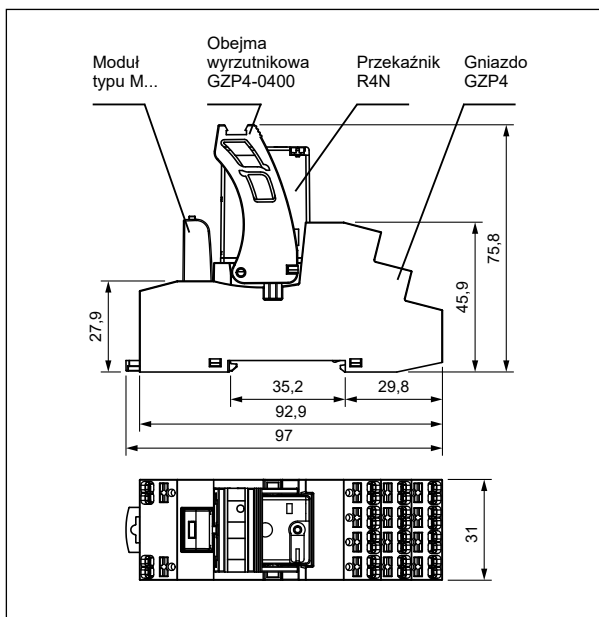 Moduł
typu M...
Obejma
wyrzutnikowa
GZP4-0400
Przekaźnik
R4N
Gniazdo
GZP4
75,8
45,9
27,9
35,2
29,8
92,9
97
31